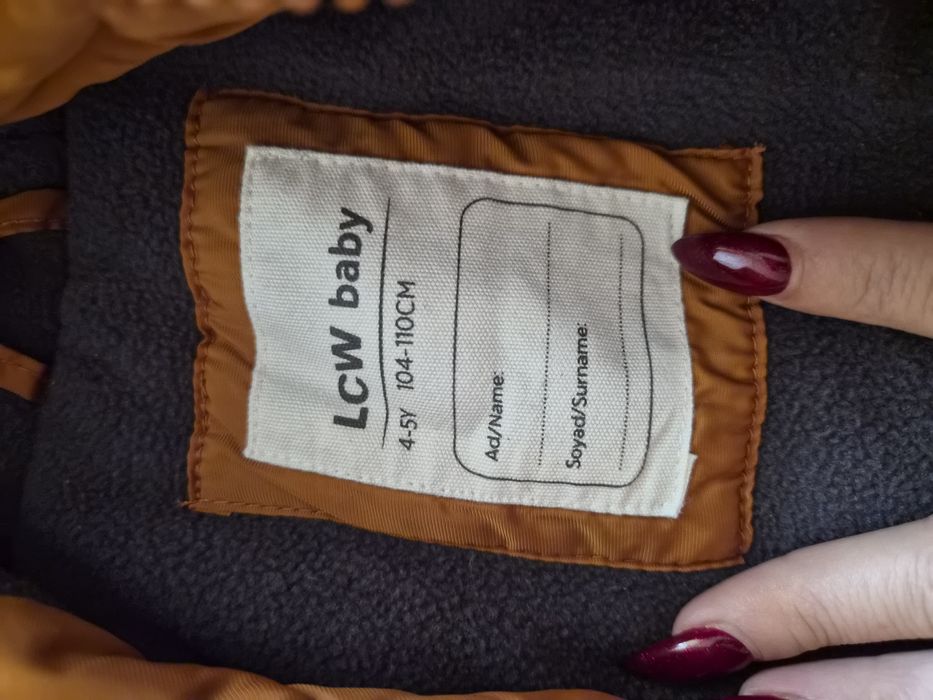 LCW baby
4-5Y 104-110CM
Ad/Name:
Soyad/Surname: